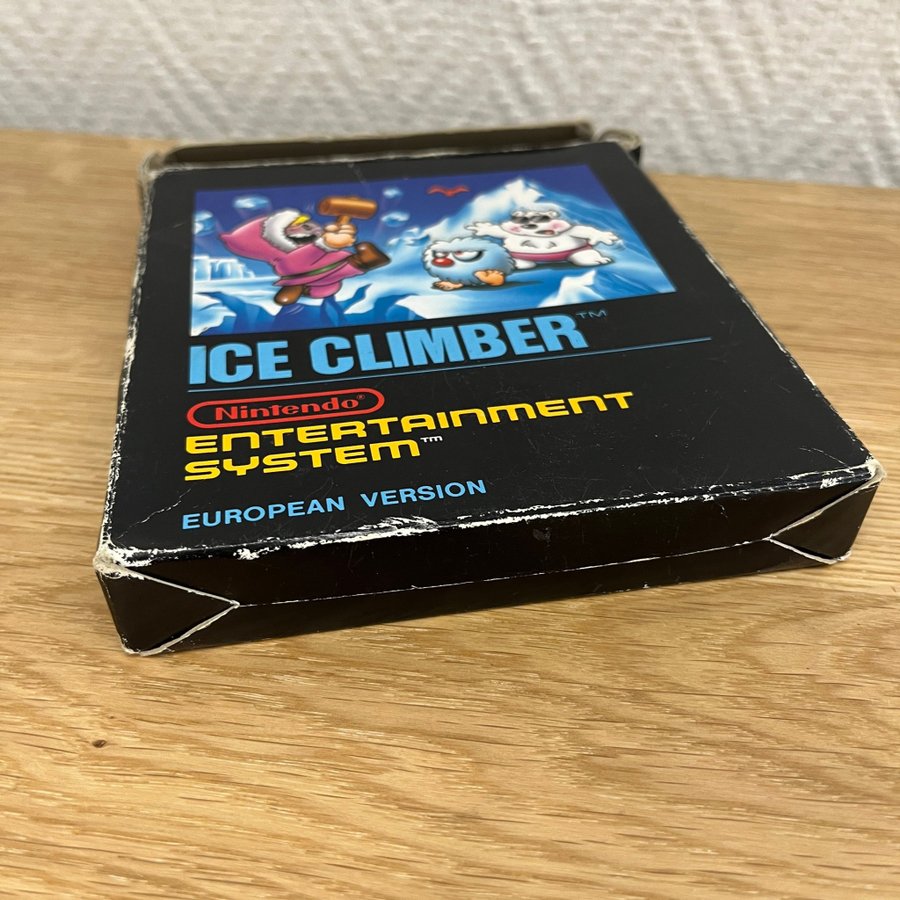 ICE CLIMBER™
Nintendo®
ENTERTAINMENT
SYSTEM™
EUROPEAN VERSION